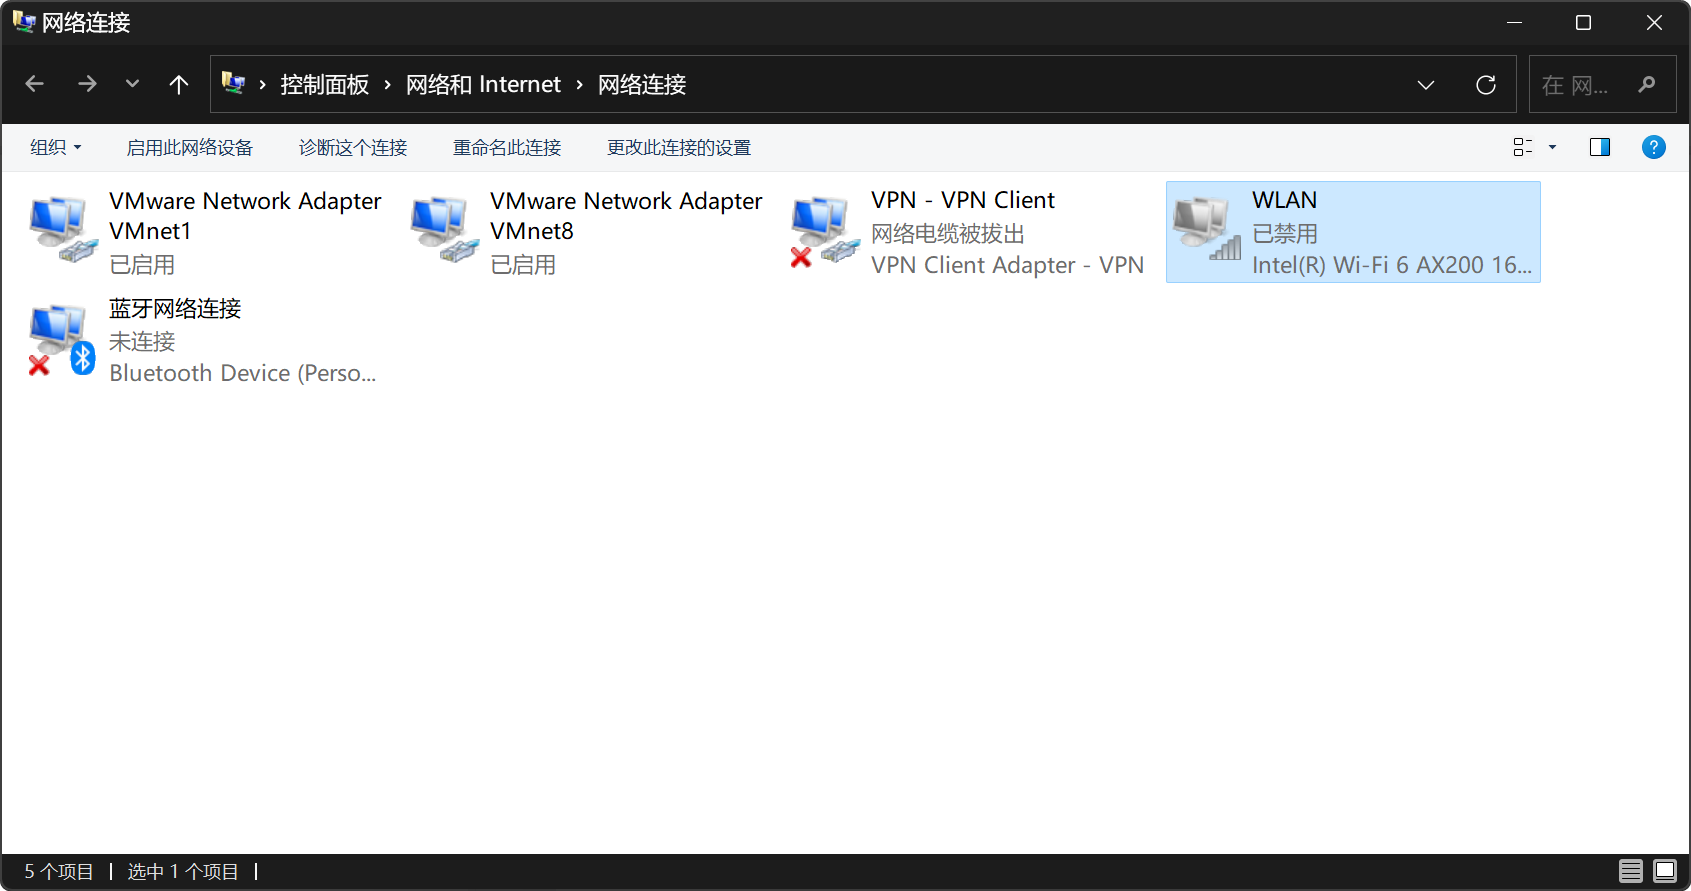 网络连接
控制面板 › 网络和 Internet › 网络连接
在 网...
组织 启用此网络设备 诊断这个连接 重命名此连接 更改此连接的设置
VMware Network Adapter
VMnet1
已启用
VMware Network Adapter
VMnet8
已启用
VPN - VPN Client
网络电缆被拔出
VPN Client Adapter - VPN
WLAN
已禁用
Intel(R) Wi-Fi 6 AX200 16...
蓝牙网络连接
未连接
Bluetooth Device (Perso...
5 个项目 选中 1 个项目